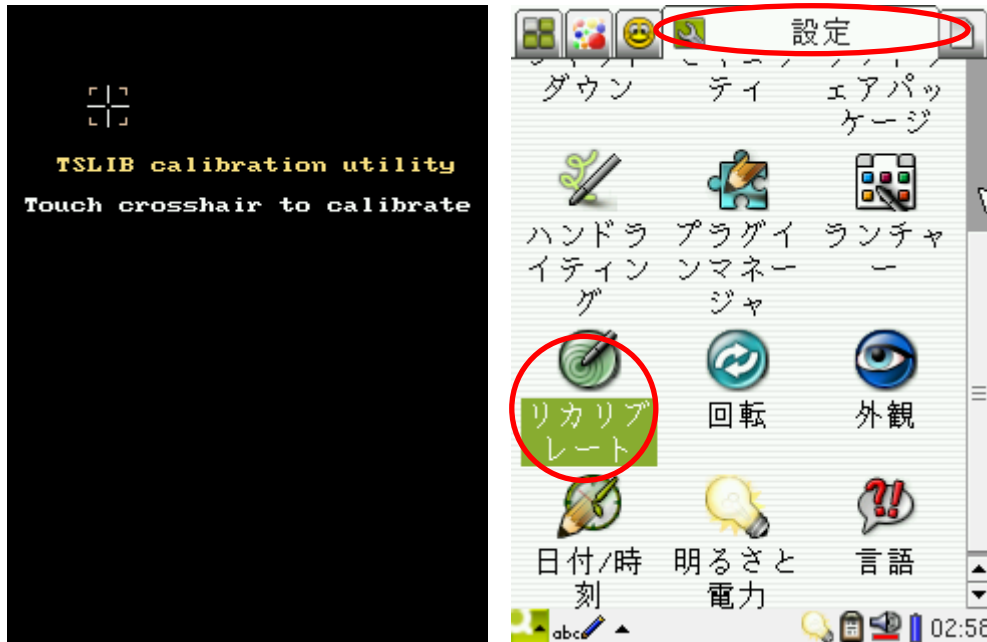 TSLIB calibration utility
Touch crosshair to calibrate
設定
ダウン
ティ
ェアパッ
ケージ
ハンドラ
イティン
グ
プラグイ
ンマネー
ジャ
ランチャ
ー
リカリブ
レート
回転
外観
日付/時
刻
明るさと
電力
言語
abc
02:58